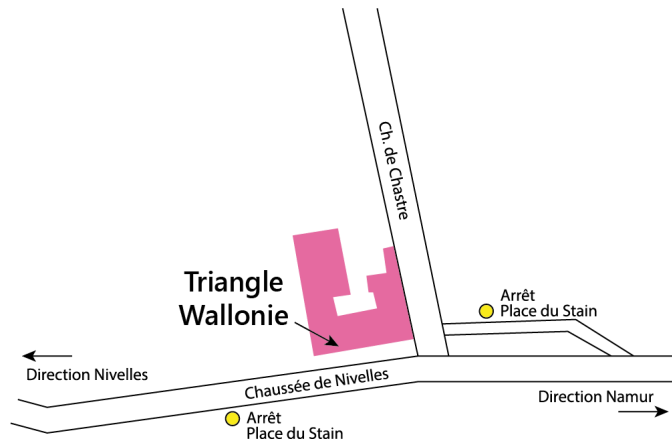 Ch. de Chastre
Triangle
Wallonie
Arrêt
Place du Stain
Direction Nivelles
Chaussée de Nivelles
Direction Namur
Arrêt
Place du Stain